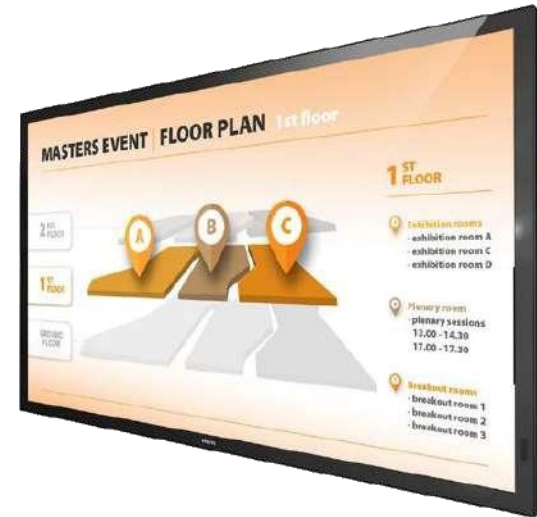 MASTERS EVENT | FLOOR PLAN 1st floor
1 ST FLOOR
2 ND FLOOR
A
B
C
1 ST FLOOR
GROUND FLOOR
Exhibition rooms
- exhibition room A
- exhibition room C
- exhibition room D
Plenary room
- plenary sessions
13.00 - 14.30
17.00 - 17.30
Breakout rooms
- breakout room 1
- breakout room 2
- breakout room 3
PHILIPS